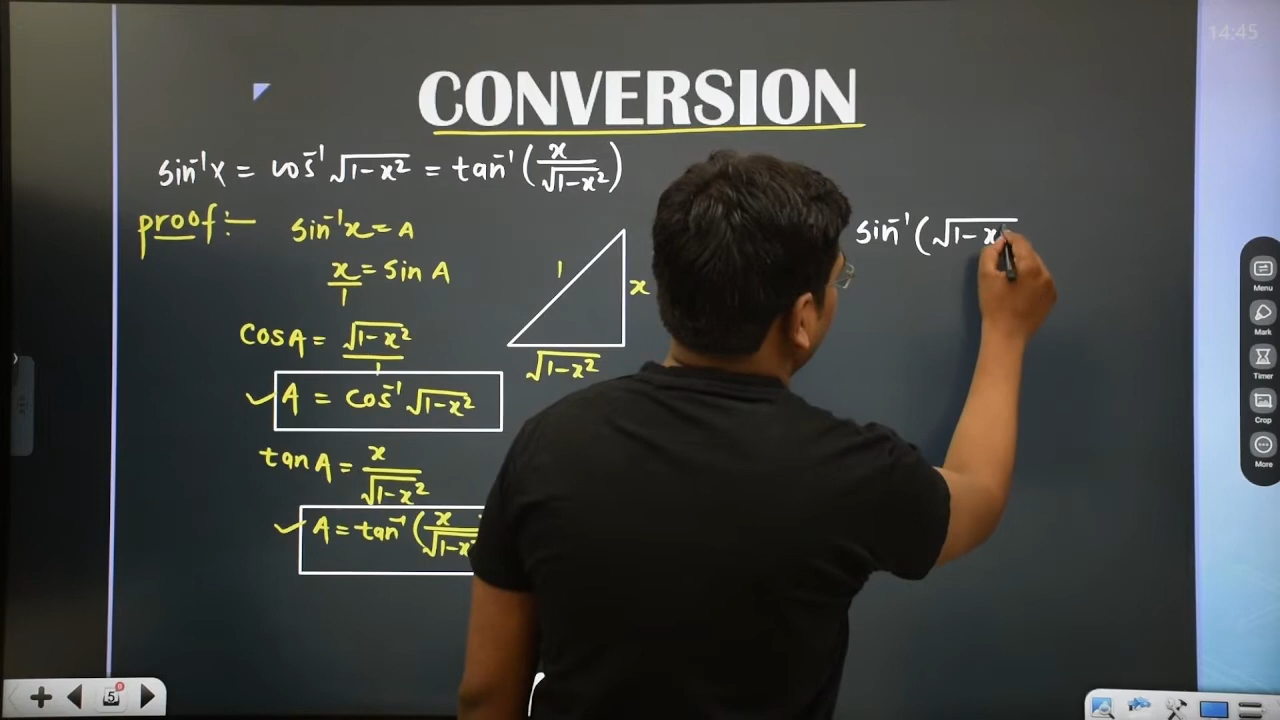 14:45
CONVERSION
sin⁻¹x = cos⁻¹√(1-x²) = tan⁻¹(x/√(1-x²))
proof:-
sin⁻¹x = A
x/1 = sin A
cosA = √(1-x²)/1
✓ A = cos⁻¹√(1-x²)
tanA = x/√(1-x²)
✓ A = tan⁻¹(x/√(1-x²
1
x
√(1-x²)
sin⁻¹(√(1-x
Menu
Mark
Timer
Crop
More
5